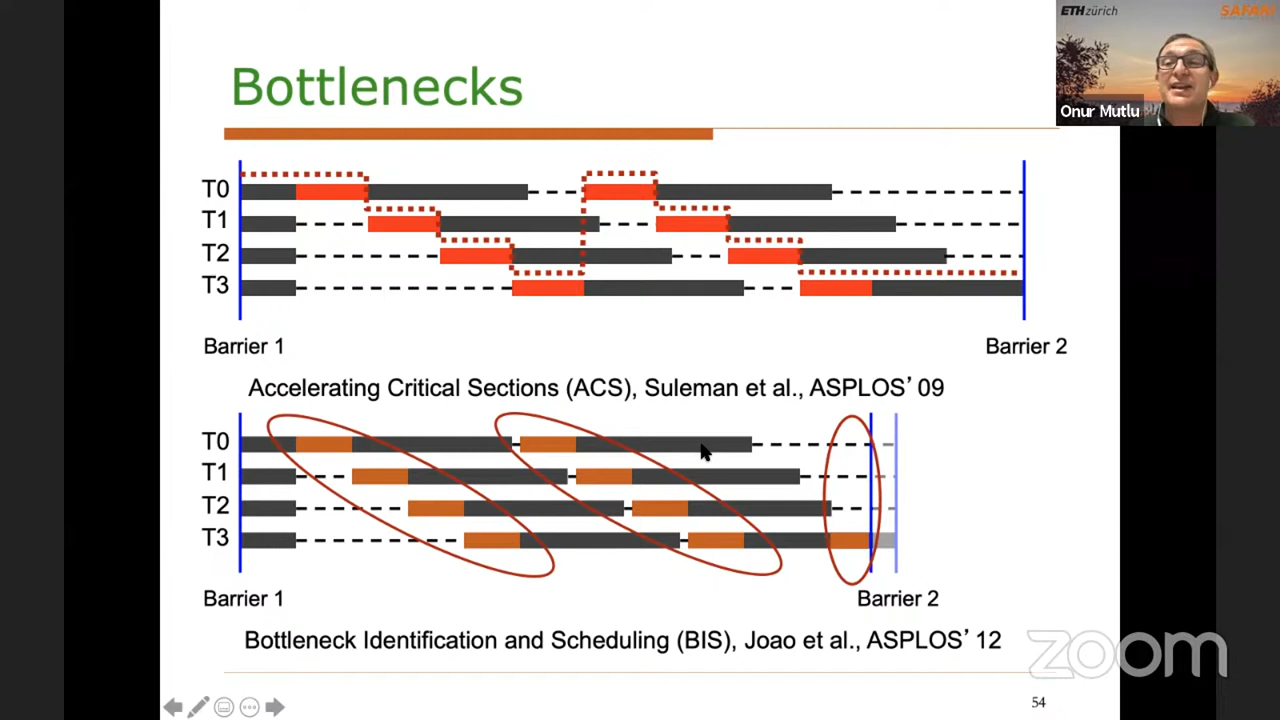 ETH zürich
SAFARI
Onur Mutlu
Bottlenecks
T0
T1
T2
T3
Barrier 1
Barrier 2
Accelerating Critical Sections (ACS), Suleman et al., ASPLOS’ 09
T0
T1
T2
T3
Barrier 1
Barrier 2
Bottleneck Identification and Scheduling (BIS), Joao et al., ASPLOS’ 12
zoom
54